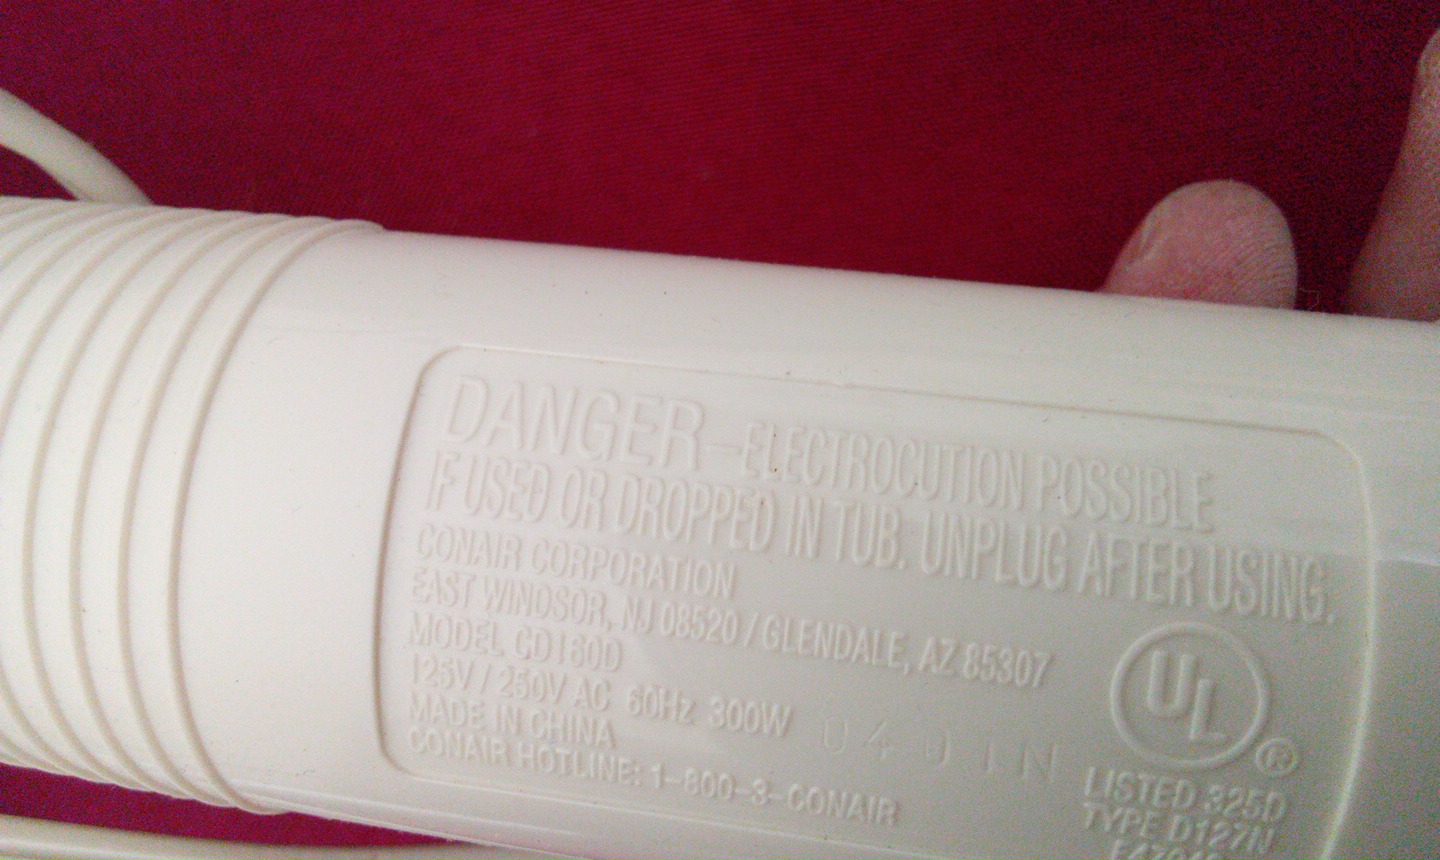 DANGER–ELECTROCUTION POSSIBLE
IF USED OR DROPPED IN TUB. UNPLUG AFTER USING.
CONAIR CORPORATION
EAST WINDSOR, NJ 08520 / GLENDALE, AZ 85307
MODEL CD160D
125V / 250V AC 60Hz 300W
0401N
MADE IN CHINA
CONAIR HOTLINE: 1-800-3-CONAIR
UL ®
LISTED 325D
TYPE D127N